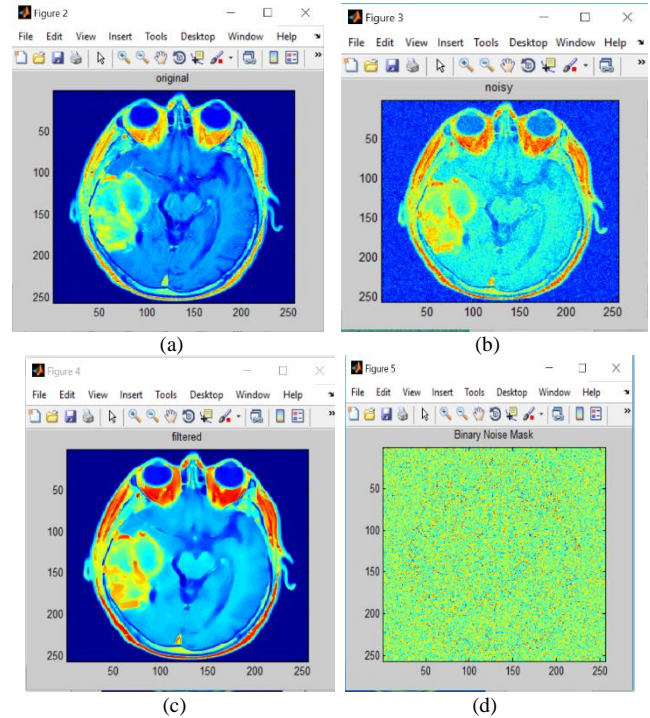 Figure 2
File Edit View Insert Tools Desktop Window Help
original
50
100
150
200
250
50 100 150 200 250
(a)
Figure 3
File Edit View Insert Tools Desktop Window Help
noisy
50
100
150
200
250
50 100 150 200 250
(b)
Figure 4
File Edit View Insert Tools Desktop Window Help
filtered
50
100
150
200
250
50 100 150 200 250
(c)
Figure 5
File Edit View Insert Tools Desktop Window Help
Binary Noise Mask
50
100
150
200
250
50 100 150 200 250
(d)